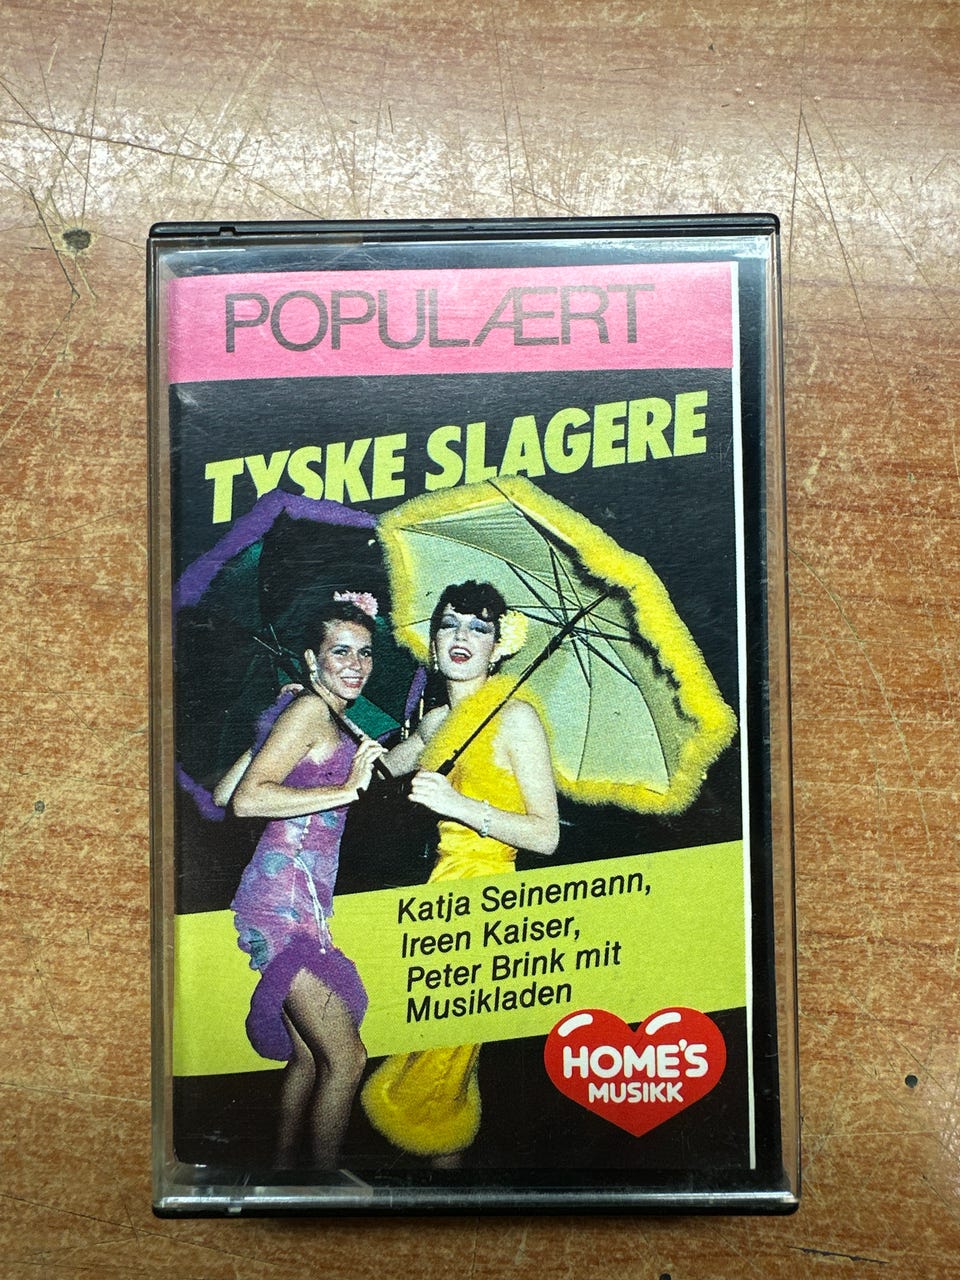 POPULÆRT
TYSKE SLAGERE
Katja Seinemann,
Ireen Kaiser,
Peter Brink mit
Musikladen
HOME'S
MUSIKK